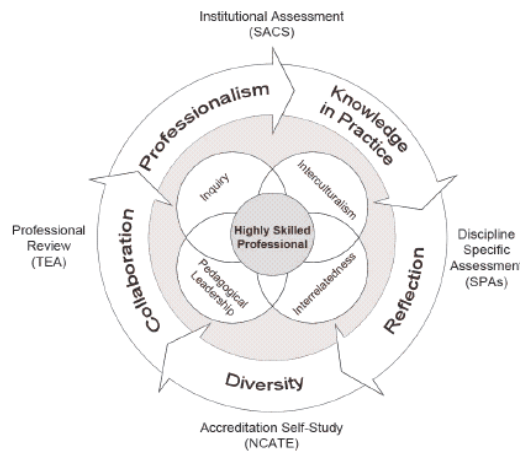 Institutional Assessment
(SACS)
Professionalism
Knowledge
in Practice
Inquiry
Interculturalism
Professional
Review
(TEA)
Collaboration
Highly Skilled
Professional
Discipline
Specific
Assessment
(SPAs)
Pedagogical
Leadership
Interrelatedness
Reflection
Diversity
Accreditation Self-Study
(NCATE)